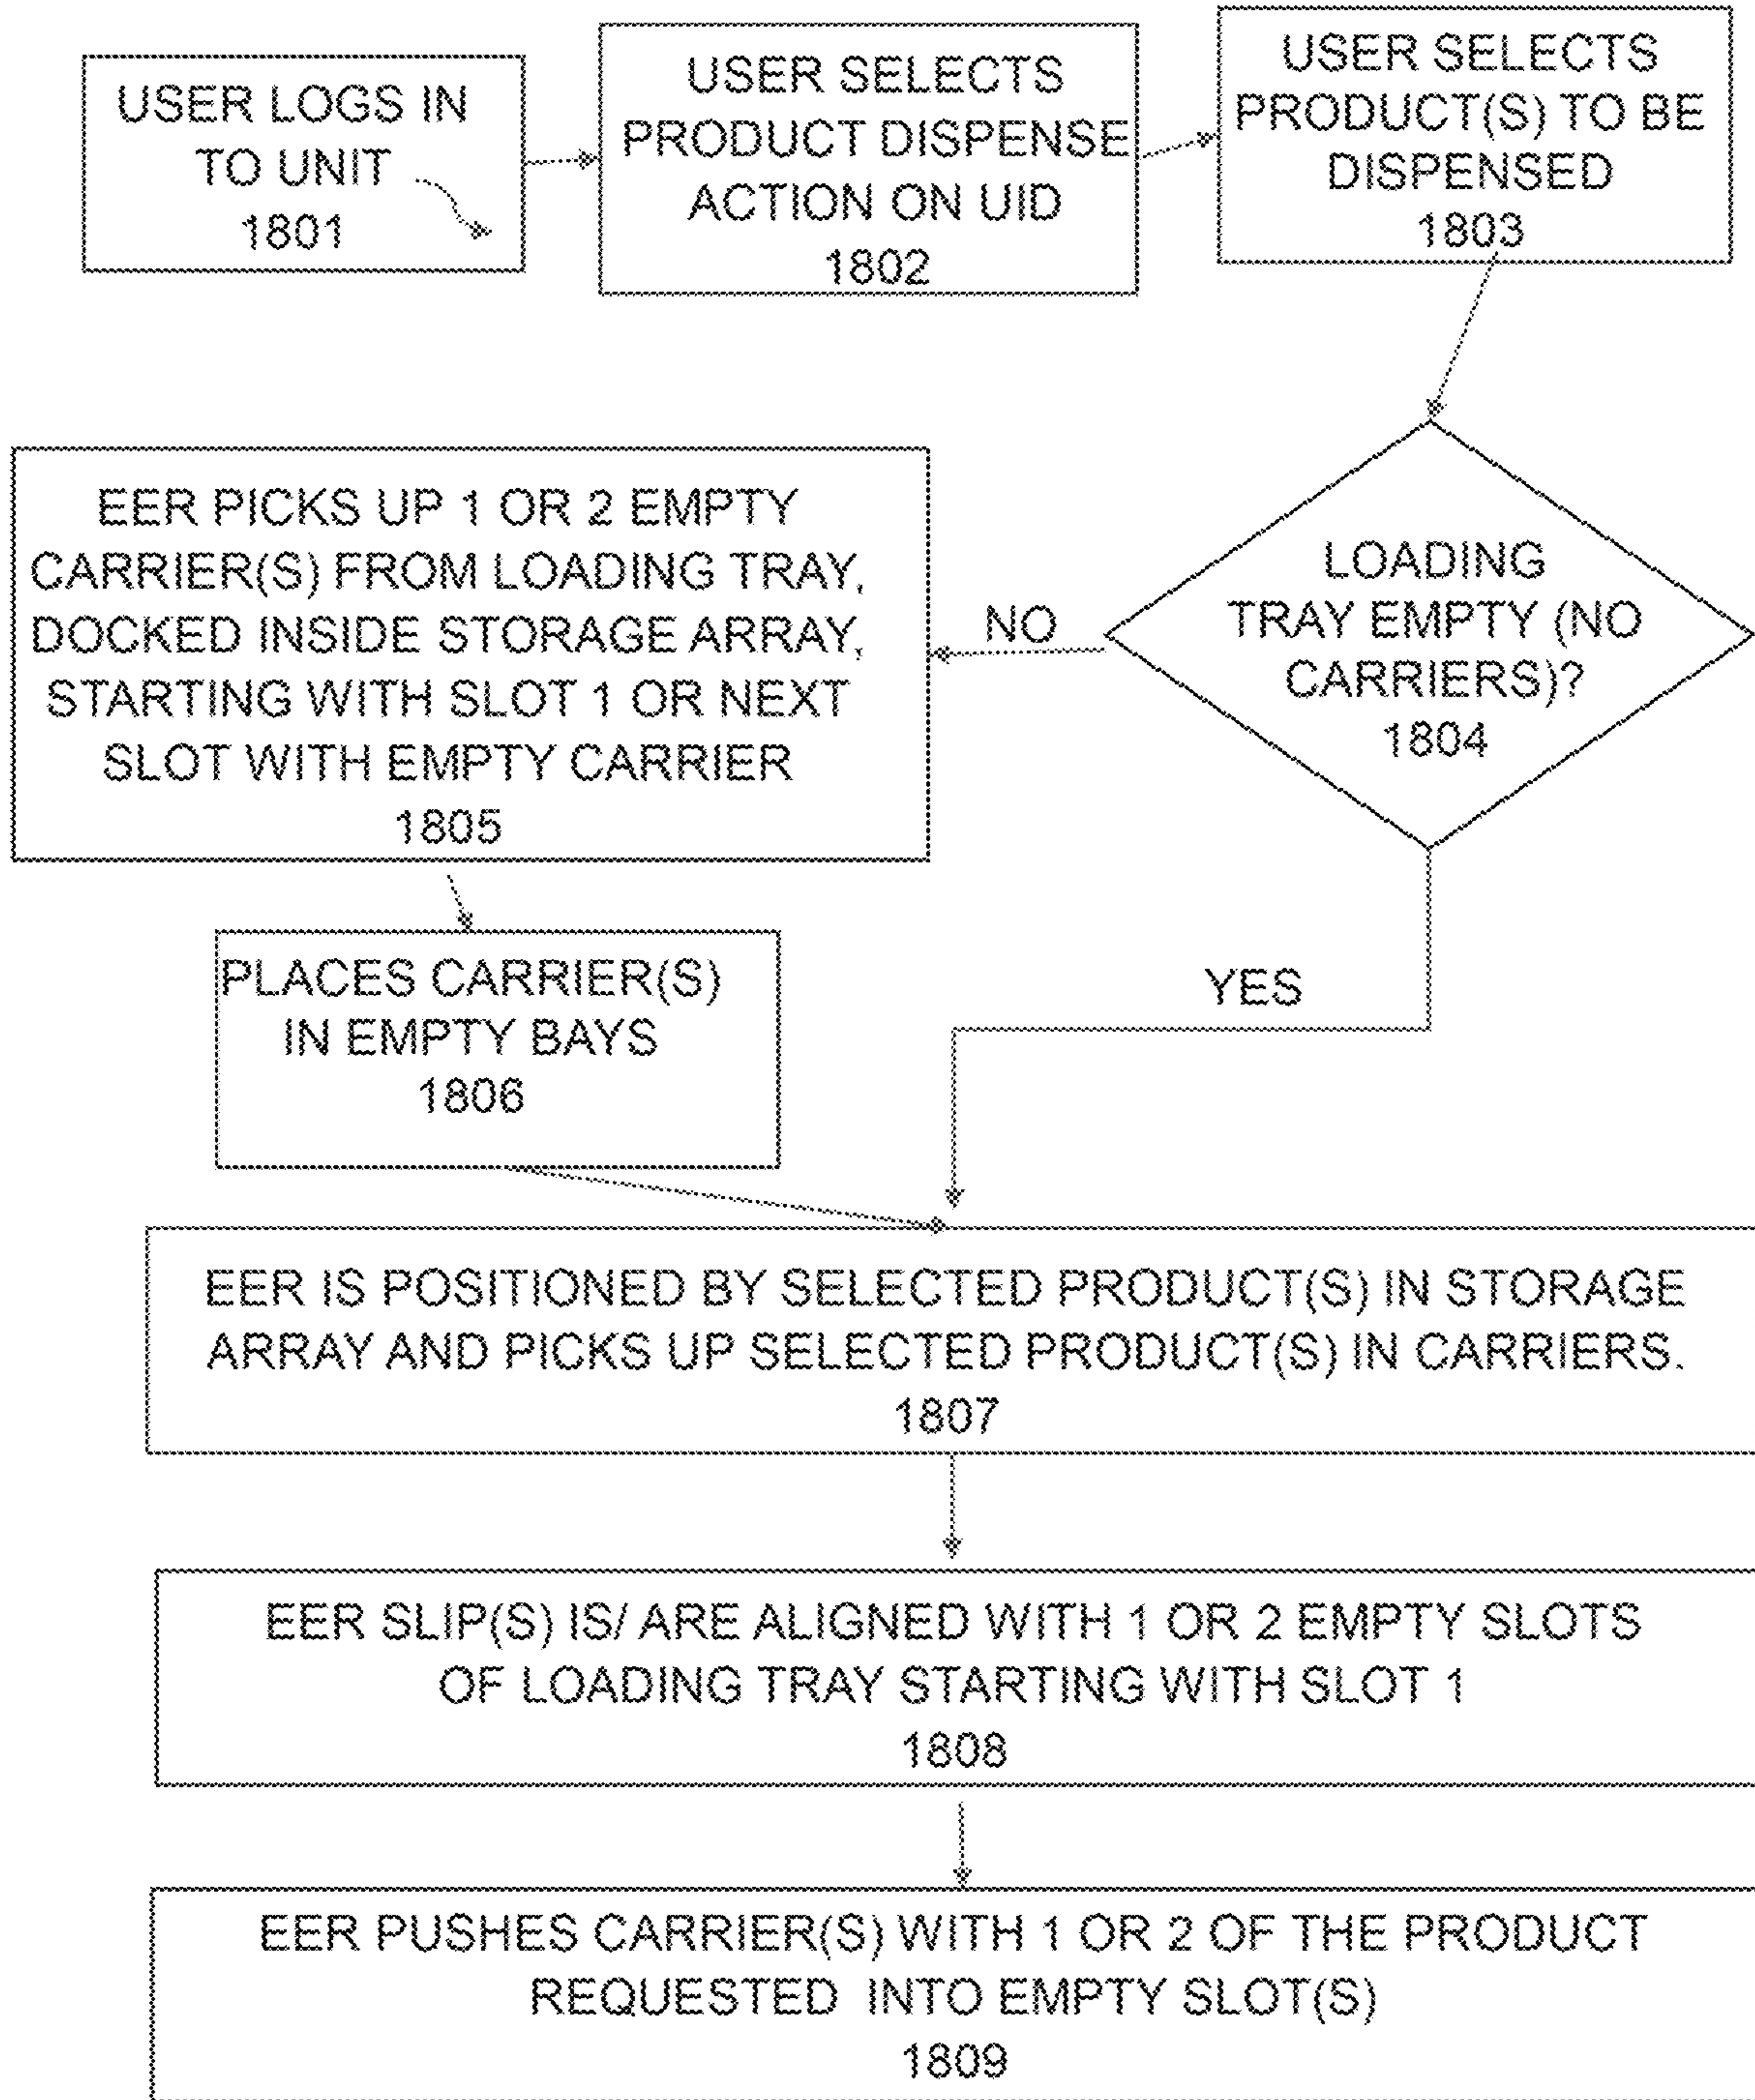 USER LOGS IN
TO UNIT
1801
USER SELECTS
PRODUCT DISPENSE
ACTION ON UID
1802
USER SELECTS
PRODUCT(S) TO BE
DISPENSED
1803
LOADING
TRAY EMPTY (NO
CARRIERS)?
1804
NO
EER PICKS UP 1 OR 2 EMPTY
CARRIER(S) FROM LOADING TRAY,
DOCKED INSIDE STORAGE ARRAY,
STARTING WITH SLOT 1 OR NEXT
SLOT WITH EMPTY CARRIER
1805
PLACES CARRIER(S)
IN EMPTY BAYS
1806
YES
EER IS POSITIONED BY SELECTED PRODUCT(S) IN STORAGE
ARRAY AND PICKS UP SELECTED PRODUCT(S) IN CARRIERS.
1807
EER SLIP(S) IS/ ARE ALIGNED WITH 1 OR 2 EMPTY SLOTS
OF LOADING TRAY STARTING WITH SLOT 1
1808
EER PUSHES CARRIER(S) WITH 1 OR 2 OF THE PRODUCT
REQUESTED INTO EMPTY SLOT(S)
1809